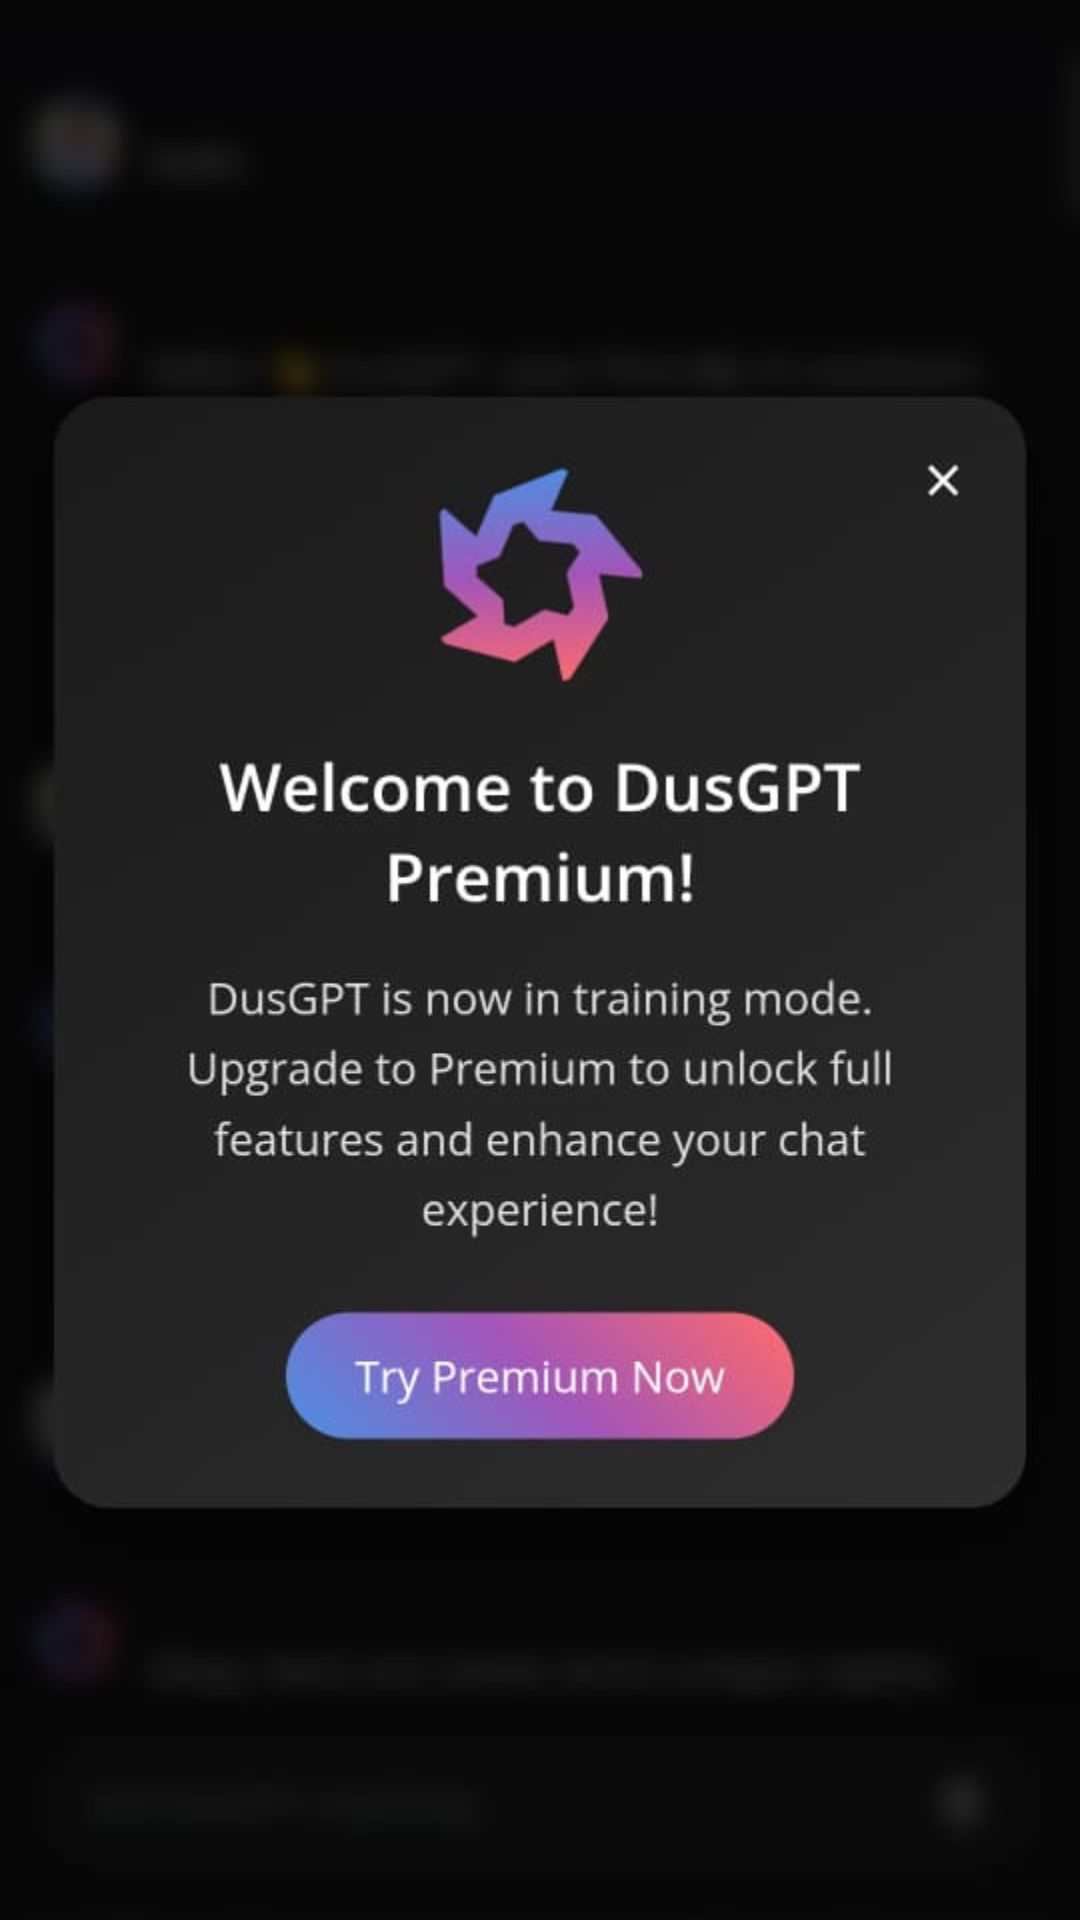 Welcome to DusGPT
Premium!
DusGPT is now in training mode.
Upgrade to Premium to unlock full
features and enhance your chat
experience!
Try Premium Now